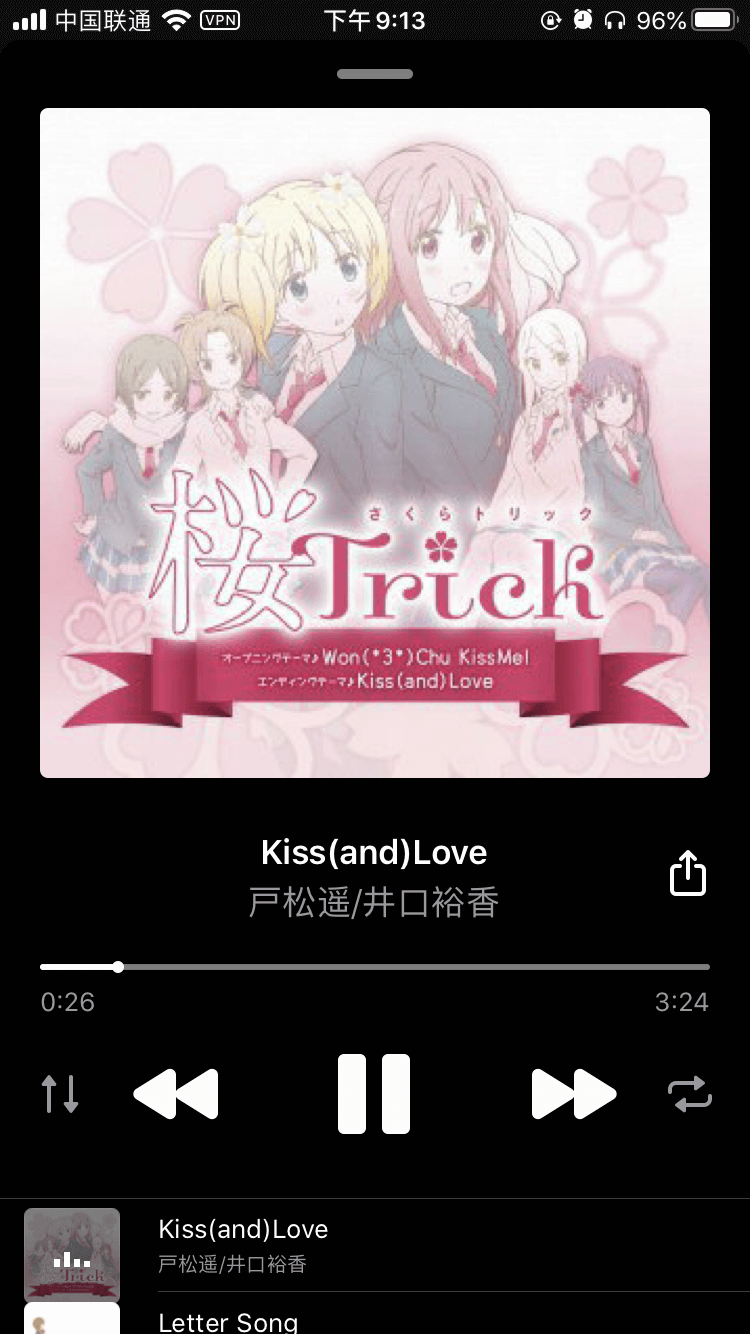 中国联通 VPN 下午9:13 96%
ざくらトリック
桜Trick
オープニングテーマ♪Won(*3*)Chu KissMe!
エンディングテーマ♪Kiss(and)Love
Kiss(and)Love
戸松遥/井口裕香
0:26 3:24
Kiss(and)Love
戸松遥/井口裕香
Letter Song